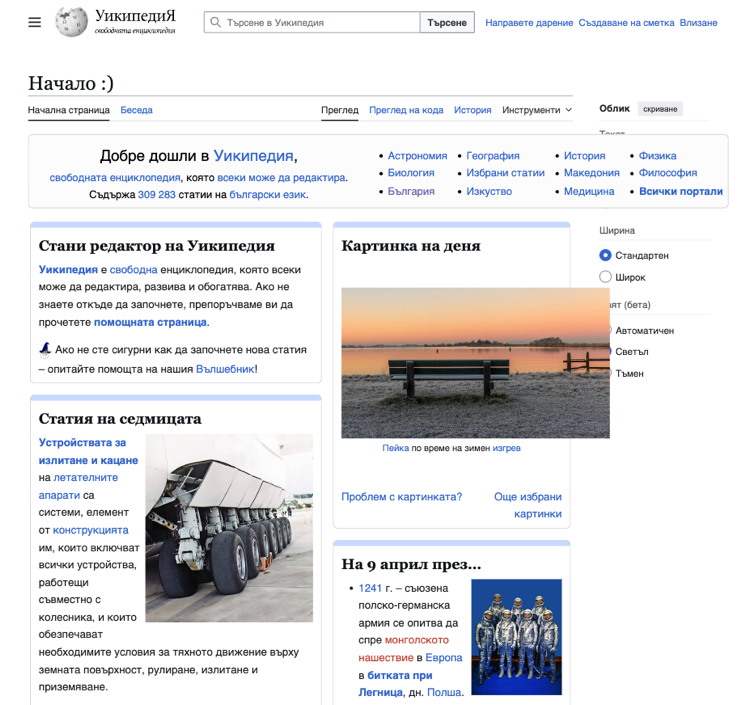 УикипедиЯ
свободната енциклопедия
Търсене в Уикипедия
Търсене
Направете дарение Създаване на сметка Влизане
Начало :)
Начална страница Беседа Преглед Преглед на кода История Инструменти
Облик скриване
Текст
Добре дошли в Уикипедия,
свободната енциклопедия, която всеки може да редактира.
Съдържа 309 283 статии на български език.
• Астрономия • География • История • Физика
• Биология • Избрани статии • Македония • Философия
• България • Изкуство • Медицина • Всички портали
Ширина
Стандартен
Широк
Автоматичен
Светъл
Тъмен
Стани редактор на Уикипедия
Уикипедия е свободна енциклопедия, която всеки
може да редактира, развива и обогатява. Ако не
знаете откъде да започнете, препоръчваме ви да
прочетете помощната страница.
Ако не сте сигурни как да започнете нова статия
– опитайте помощта на нашия Вълшебник!
Статия на седмицата
Устройствата за
излитане и кацане
на летателните
апарати са
системи, елемент
от конструкцията
им, които включват
всички устройства,
работещи
съвместно с
колесника, и които
обезпечават
необходимите условия за тяхното движение върху
земната повърхност, рулиране, излитане и
приземяване.
Картинка на деня
Пейка по време на зимен изгрев
Проблем с картинката?
Още избрани
картинки
На 9 април през...
• 1241 г. – съюзена
полско-германска
армия се опитва да
спре монголското
нашествие в Европа
в битката при
Легница, дн. Полша.